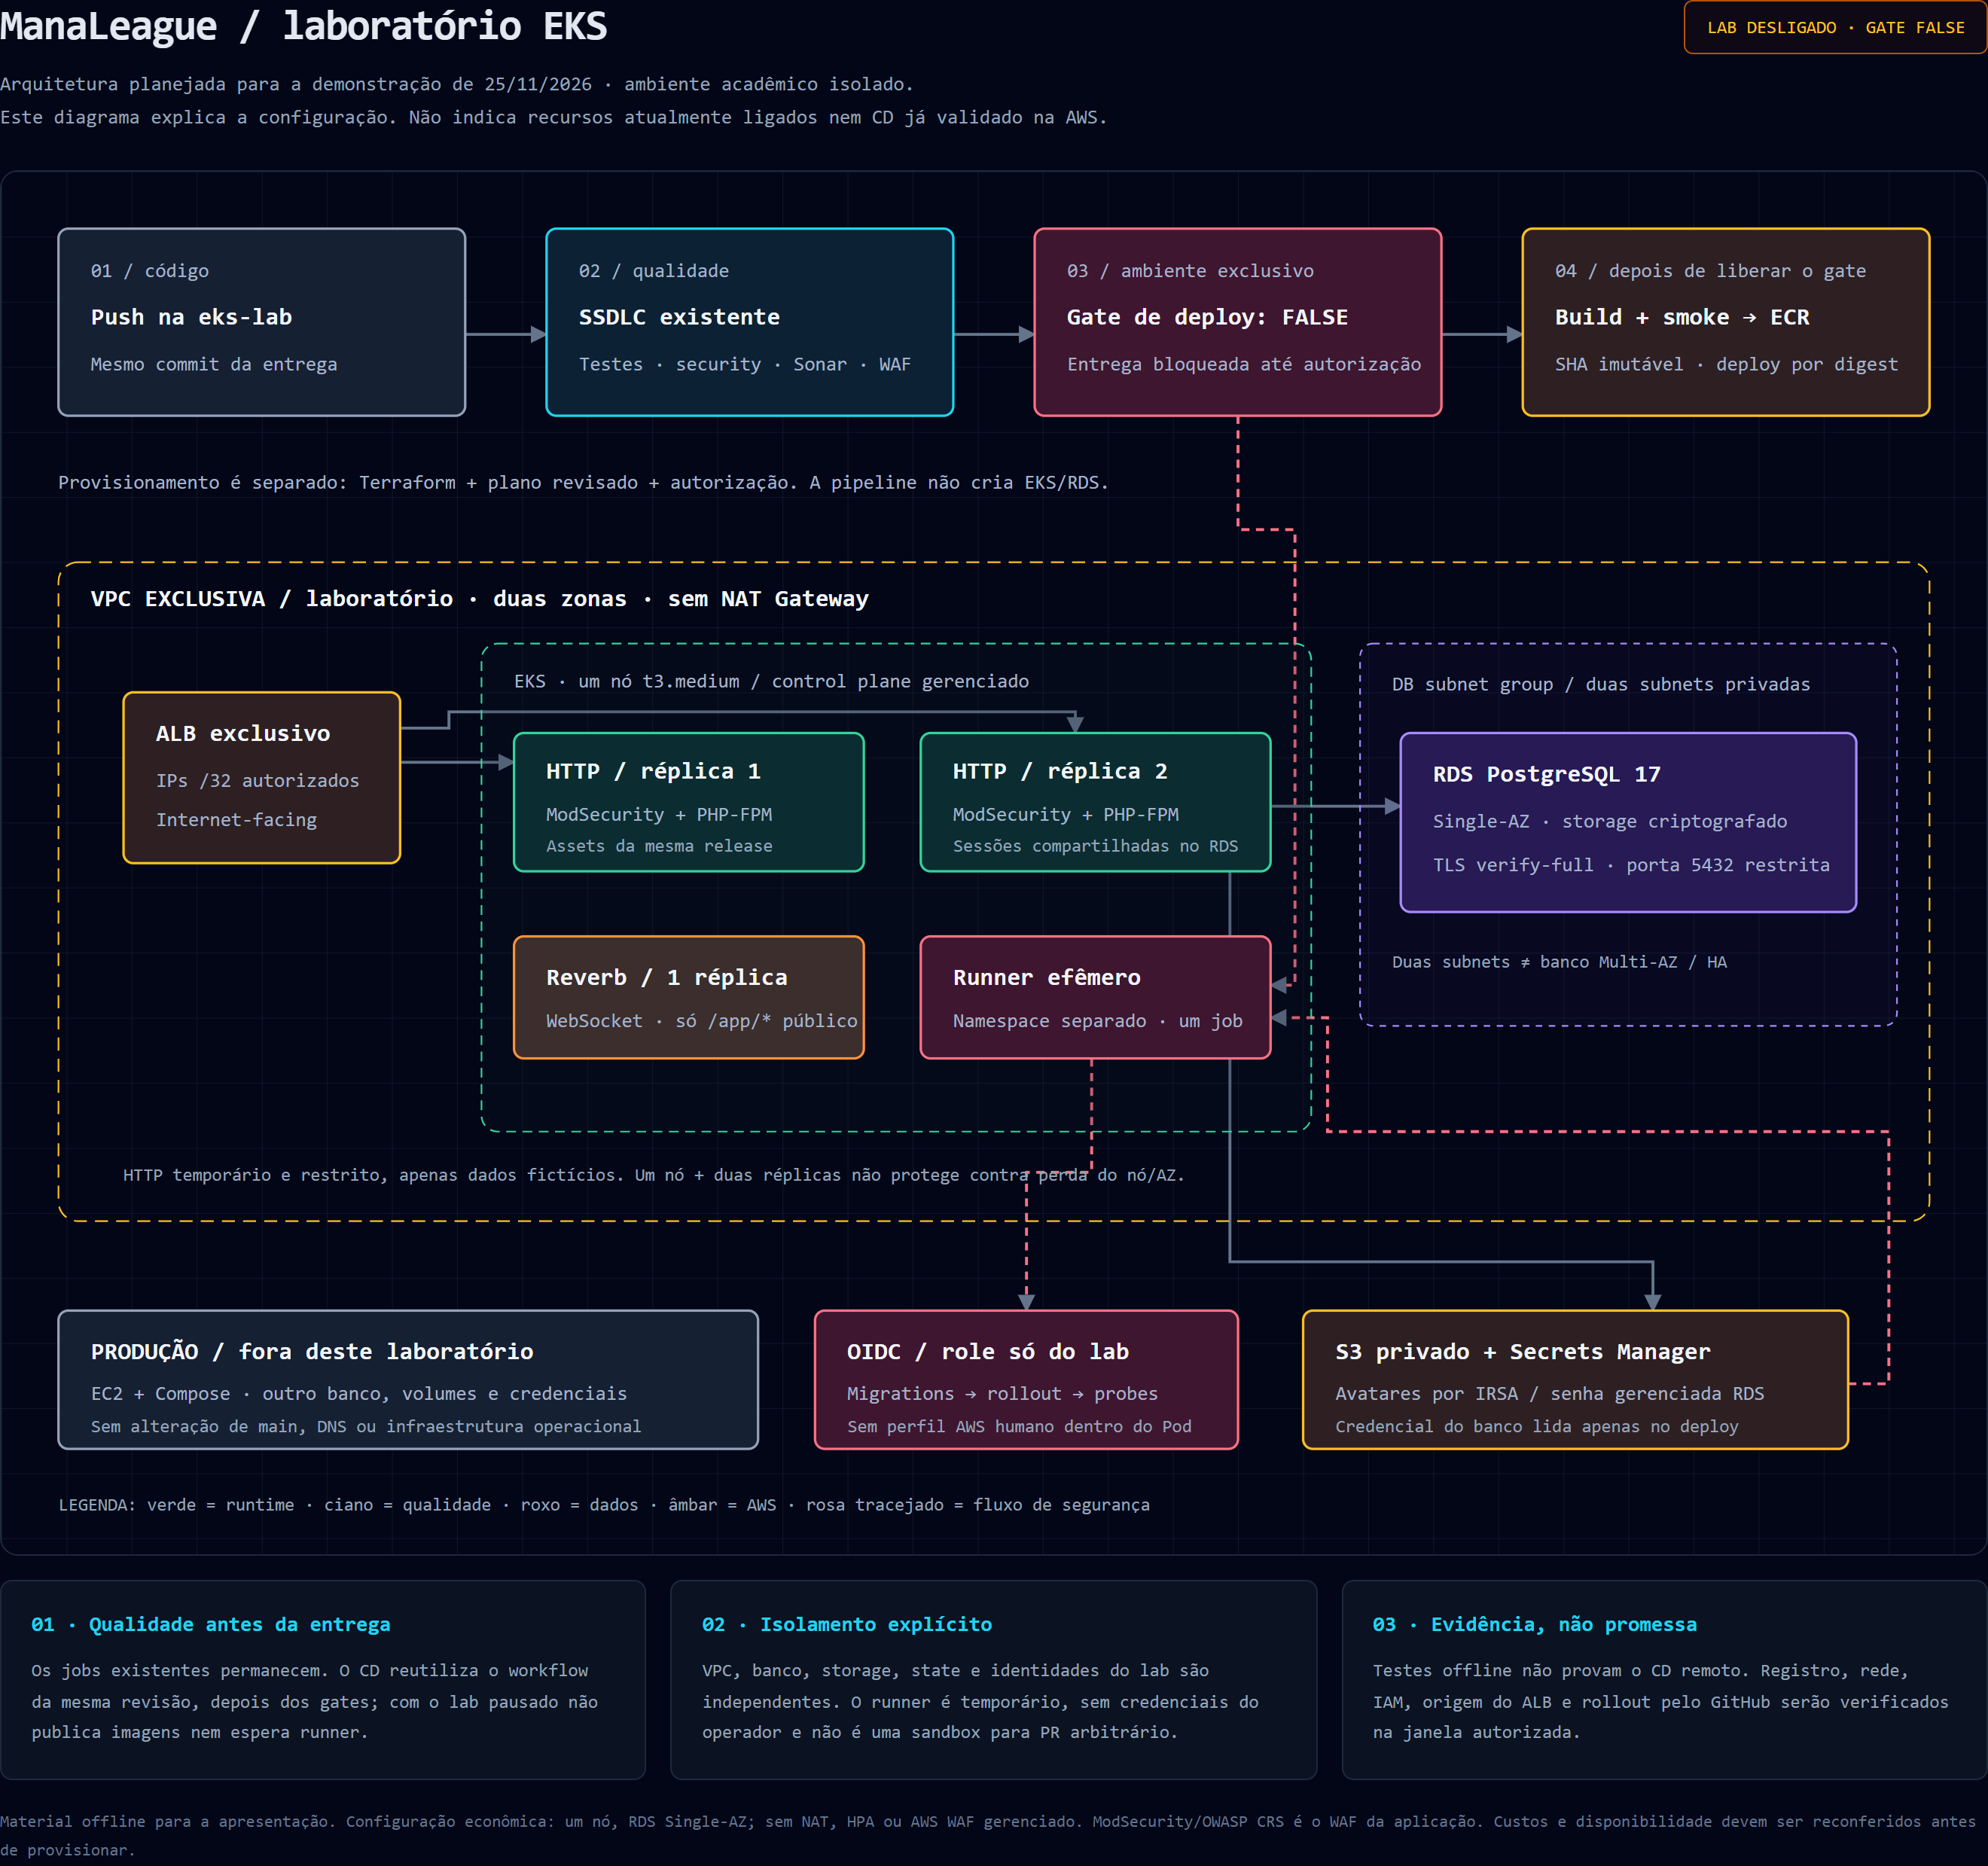 ManaLeague / laboratório EKS
LAB DESLIGADO · GATE FALSE
Arquitetura planejada para a demonstração de 25/11/2026 · ambiente acadêmico isolado.
Este diagrama explica a configuração. Não indica recursos atualmente ligados nem CD já validado na AWS.
01 / código
Push na eks-lab
Mesmo commit da entrega
02 / qualidade
SSDLC existente
Testes · security · Sonar · WAF
03 / ambiente exclusivo
Gate de deploy: FALSE
Entrega bloqueada até autorização
04 / depois de liberar o gate
Build + smoke → ECR
SHA imutável · deploy por digest
Provisionamento é separado: Terraform + plano revisado + autorização. A pipeline não cria EKS/RDS.
VPC EXCLUSIVA / laboratório · duas zonas · sem NAT Gateway
ALB exclusivo
IPs /32 autorizados
Internet-facing
EKS · um nó t3.medium / control plane gerenciado
HTTP / réplica 1
ModSecurity + PHP-FPM
Assets da mesma release
HTTP / réplica 2
ModSecurity + PHP-FPM
Sessões compartilhadas no RDS
DB subnet group / duas subnets privadas
RDS PostgreSQL 17
Single-AZ · storage criptografado
TLS verify-full · porta 5432 restrita
Duas subnets ≠ banco Multi-AZ / HA
Reverb / 1 réplica
WebSocket · só /app/* público
Runner efêmero
Namespace separado · um job
HTTP temporário e restrito, apenas dados fictícios. Um nó + duas réplicas não protege contra perda do nó/AZ.
PRODUÇÃO / fora deste laboratório
EC2 + Compose · outro banco, volumes e credenciais
Sem alteração de main, DNS ou infraestrutura operacional
OIDC / role só do lab
Migrations → rollout → probes
Sem perfil AWS humano dentro do Pod
S3 privado + Secrets Manager
Avatares por IRSA / senha gerenciada RDS
Credencial do banco lida apenas no deploy
LEGENDA: verde = runtime · ciano = qualidade · roxo = dados · âmbar = AWS · rosa tracejado = fluxo de segurança
01 · Qualidade antes da entrega
Os jobs existentes permanecem. O CD reutiliza o workflow
da mesma revisão, depois dos gates; com o lab pausado não
publica imagens nem espera runner.
02 · Isolamento explícito
VPC, banco, storage, state e identidades do lab são
independentes. O runner é temporário, sem credenciais do
operador e não é uma sandbox para PR arbitrário.
03 · Evidência, não promessa
Testes offline não provam o CD remoto. Registro, rede,
IAM, origem do ALB e rollout pelo GitHub serão verificados
na janela autorizada.
Material offline para a apresentação. Configuração econômica: um nó, RDS Single-AZ; sem NAT, HPA ou AWS WAF gerenciado. ModSecurity/OWASP CRS é o WAF da aplicação. Custos e disponibilidade devem ser reconferidos antes
de provisionar.